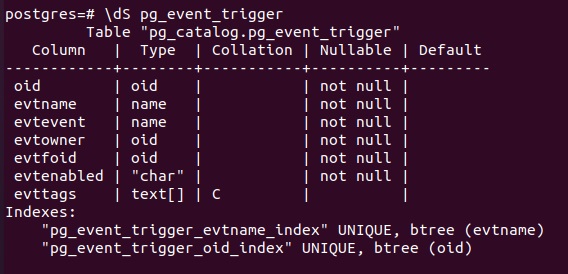 postgres=# \dS pg_event_trigger
            Table "pg_catalog.pg_event_trigger"
   Column   |  Type  | Collation | Nullable | Default
------------+--------+-----------+----------+---------
 oid        | oid    |           | not null |
 evtname    | name   |           | not null |
 evtevent   | name   |           | not null |
 evtowner   | oid    |           | not null |
 evtfoid    | oid    |           | not null |
 evtenabled | "char" |           | not null |
 evttags    | text[] | C         |          |
Indexes:
    "pg_event_trigger_evtname_index" UNIQUE, btree (evtname)
    "pg_event_trigger_oid_index" UNIQUE, btree (oid)